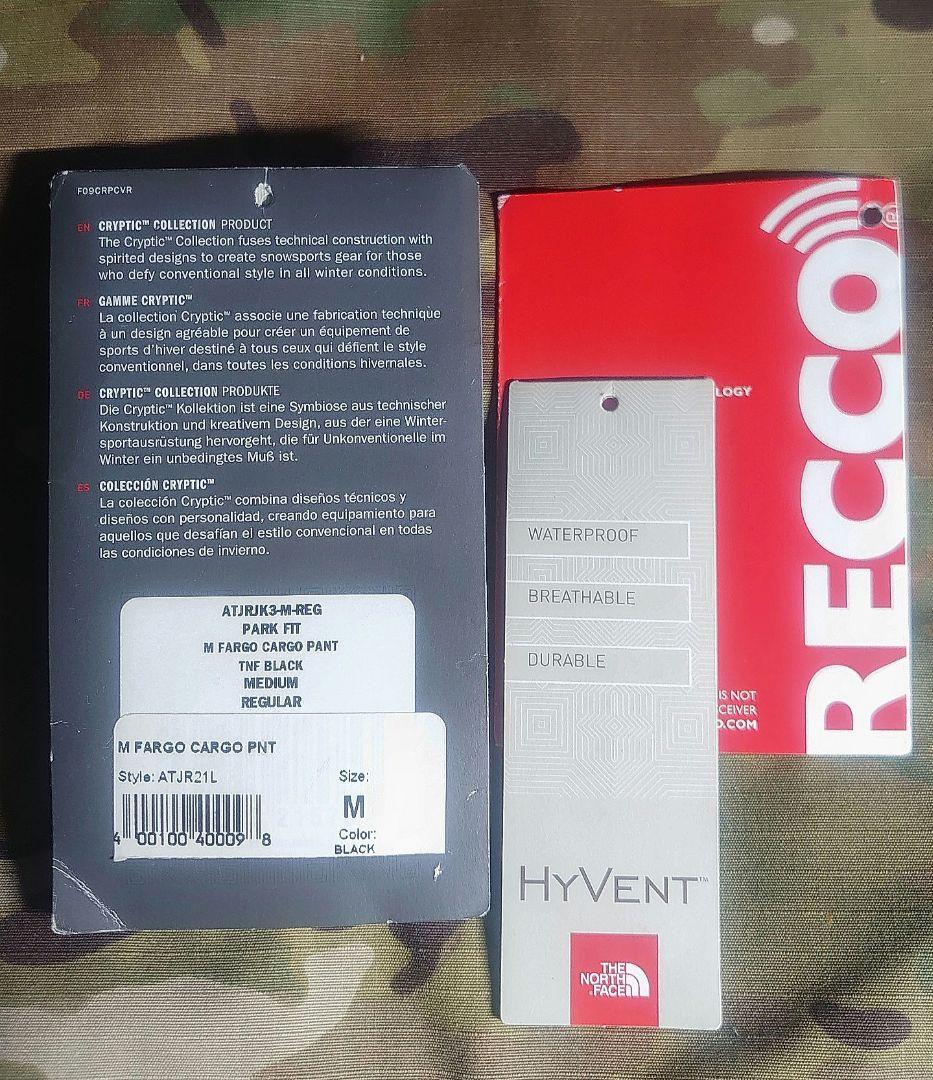 F09CRPCVR
EN CRYPTIC™ COLLECTION PRODUCT
The Cryptic™ Collection fuses technical construction with
spirited designs to create snowsports gear for those
who defy conventional style in all winter conditions.
FR GAMME CRYPTIC™
La collection Cryptic™ associe une fabrication technique
à un design agréable pour créer un équipement de
sports d'hiver destiné à tous ceux qui défient le style
conventionnel, dans toutes les conditions hivernales.
DE CRYPTIC™ COLLECTION PRODUKTE
Die Cryptic™ Kollektion ist eine Symbiose aus technischer
Konstruktion und kreativem Design, aus der eine Winter-
sportausrüstung hervorgeht, die für Unkonventionelle im
Winter ein unbedingtes Muß ist.
ES COLECCIÓN CRYPTIC™
La colección Cryptic™ combina diseños técnicos y
diseños con personalidad, creando equipamiento para
aquellos que desafían el estilo convencional en todas
las condiciones de invierno.
ATJRJK3-M-REG
PARK FIT
M FARGO CARGO PANT
TNF BLACK
MEDIUM
REGULAR
M FARGO CARGO PNT
Style: ATJR21L
Size:
M
Color:
BLACK
4 00100 40009 8
RECCO®
LOGY
IS NOT
CEIVER
O.COM
WATERPROOF
BREATHABLE
DURABLE
HYVENT™
THE
NORTH
FACE